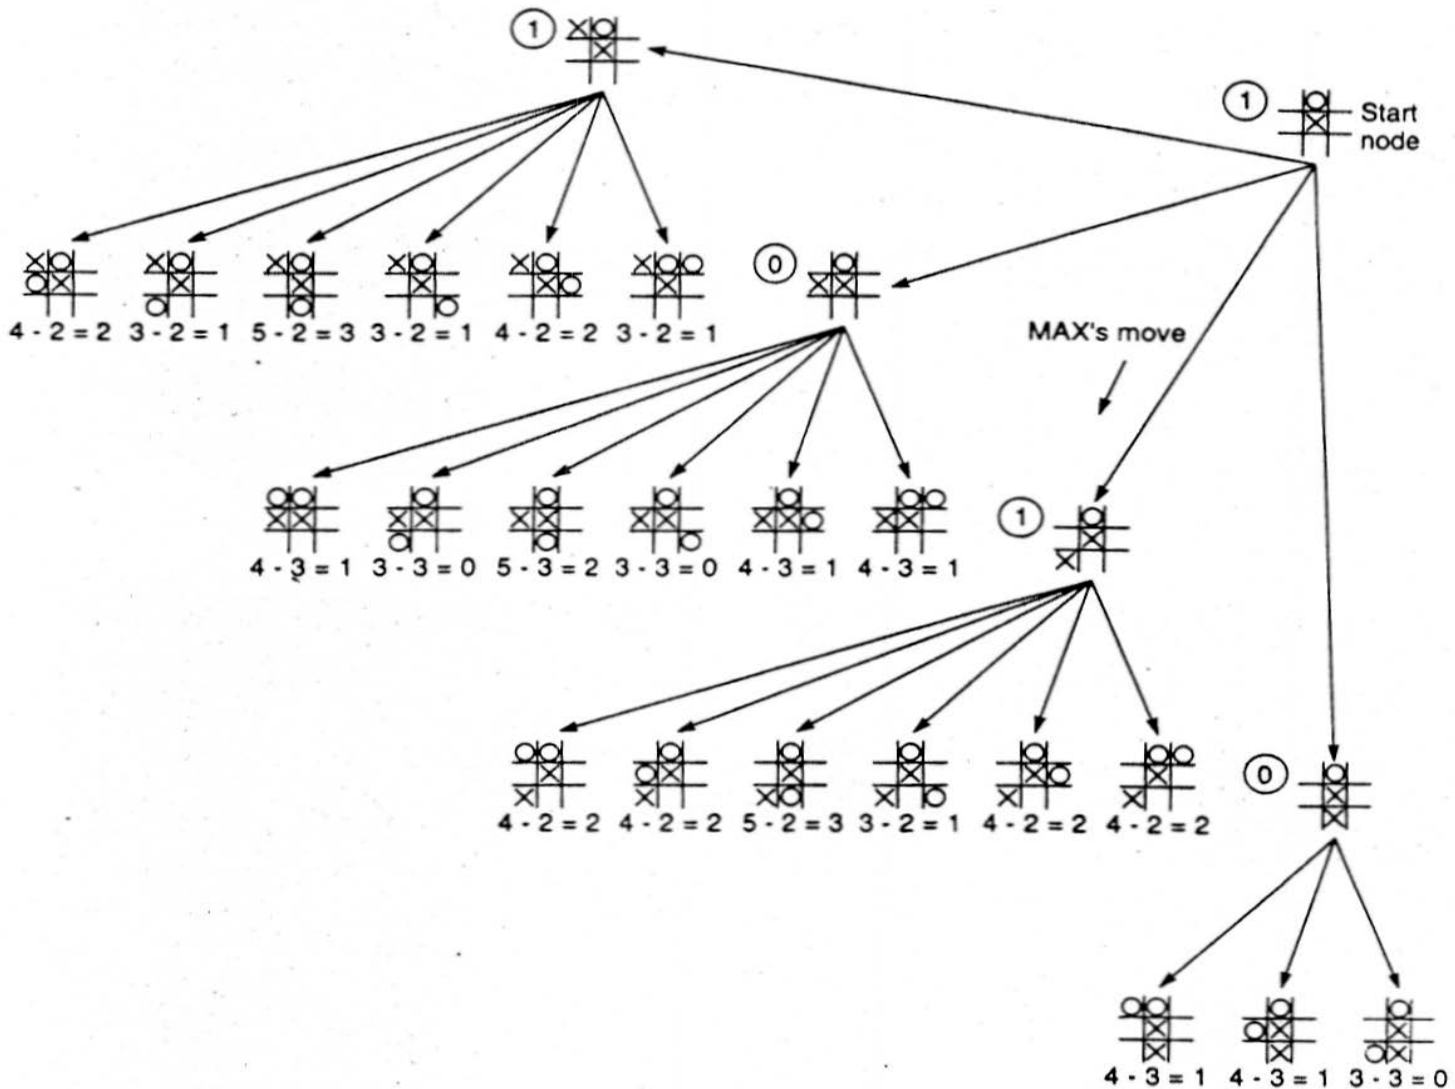 1
1
Start
node
0
4 - 2 = 2 3 - 2 = 1 5 - 2 = 3 3 - 2 = 1 4 - 2 = 2 3 - 2 = 1
MAX's move
1
4 - 3 = 1 3 - 3 = 0 5 - 3 = 2 3 - 3 = 0 4 - 3 = 1 4 - 3 = 1
0
4 - 2 = 2 4 - 2 = 2 5 - 2 = 3 3 - 2 = 1 4 - 2 = 2 4 - 2 = 2
4 - 3 = 1 4 - 3 = 1 3 - 3 = 0